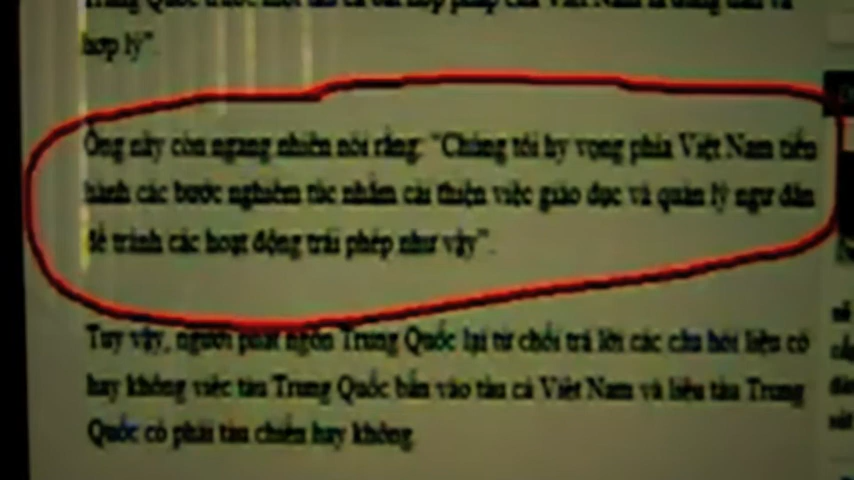 Trung Quốc trước một tàu cá bất hợp pháp của Việt Nam là đúng đắn và
hợp lý”.
Ông này còn ngang nhiên nói rằng: “Chúng tôi hy vọng phía Việt Nam tiến
hành các bước nghiêm túc nhằm cải thiện việc giáo dục và quản lý ngư dân
để tránh các hoạt động trái phép như vậy”.
Tuy vậy, người phát ngôn Trung Quốc lại từ chối trả lời các câu hỏi liệu có
hay không việc tàu Trung Quốc bắn vào tàu cá Việt Nam và liệu tàu Trung
Quốc có phải tàu chiến hay không.